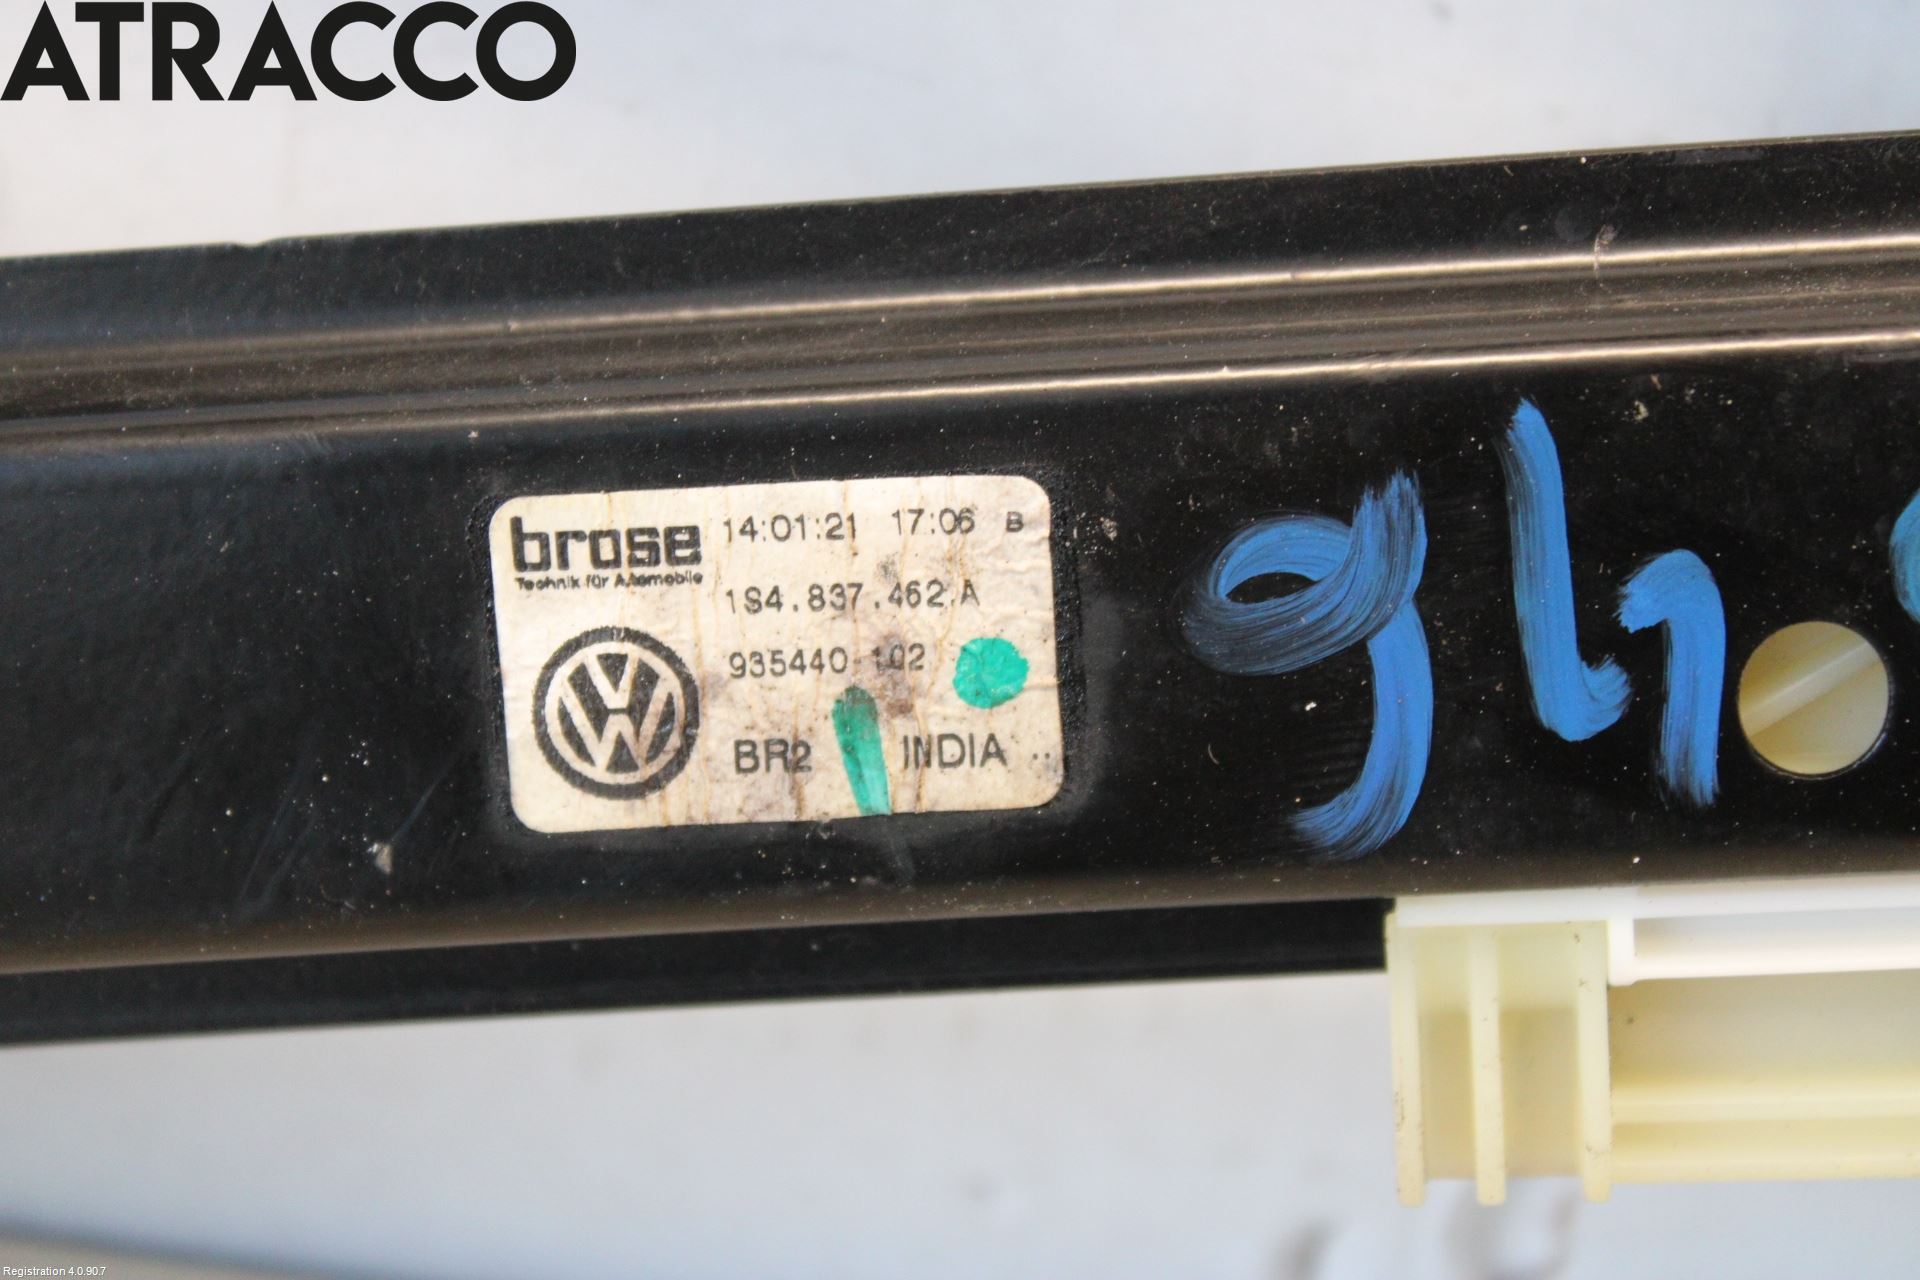 ATRACCO
brose 14:01:21 17:06 B
Technik für Automobile
1S4.837.462.A
935440-102
BR2 INDIA ..
Registration 4.0.90.7